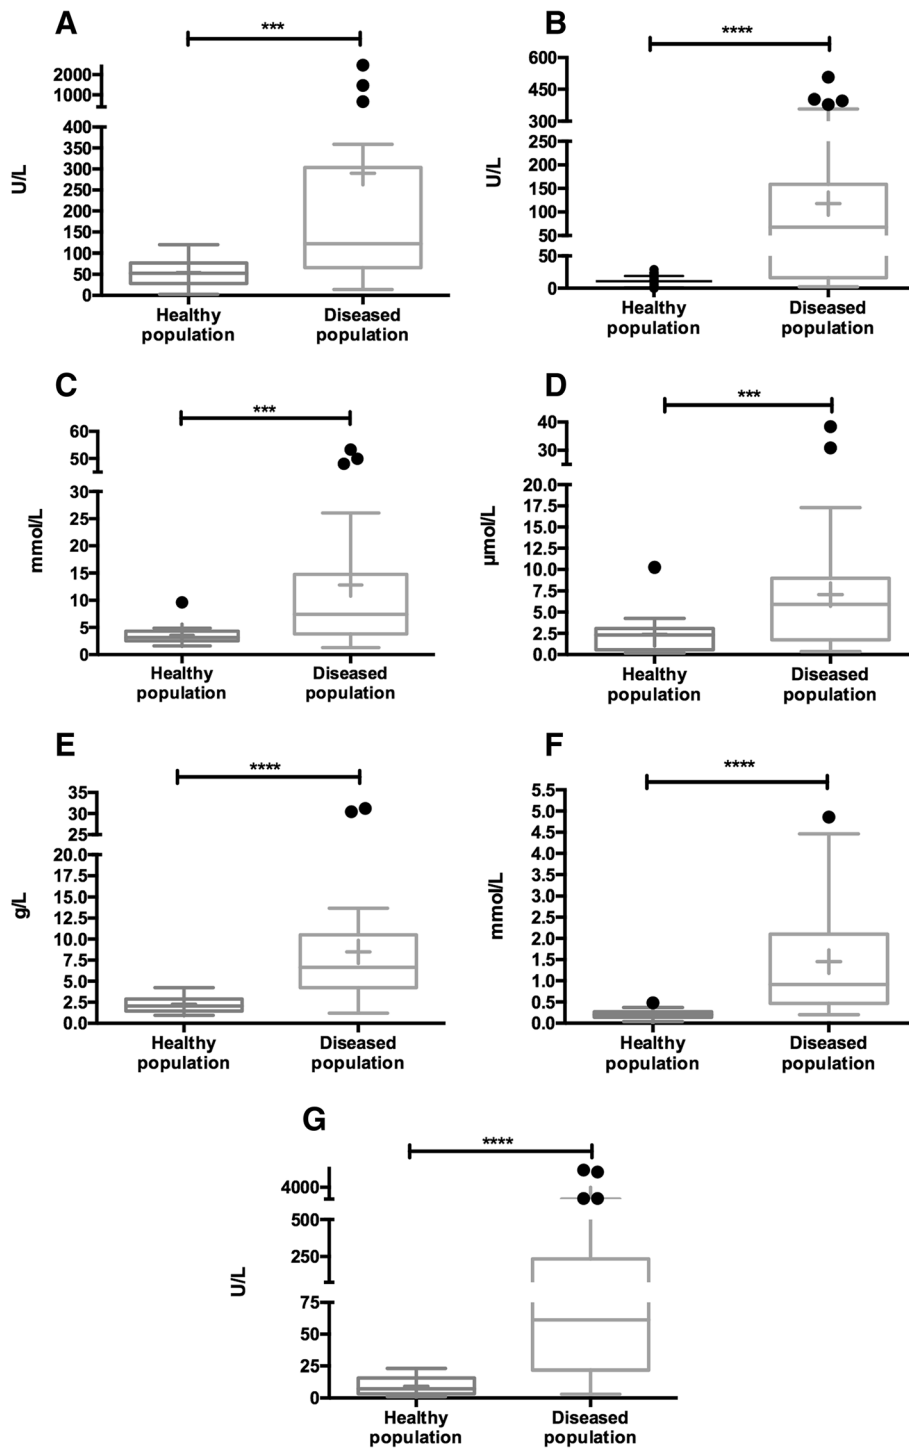 A
***
2000
1000
400
300
250
200
150
100
50
0
U/L
Healthy
population
Diseased
population
B
****
600
450
300
250
200
150
100
50
50
0
U/L
Healthy
population
Diseased
population
C
***
60
50
30
25
20
15
10
5
0
mmol/L
Healthy
population
Diseased
population
D
***
40
30
20.0
17.5
15.0
12.5
10.0
7.5
5.0
2.5
0.0
µmol/L
Healthy
population
Diseased
population
E
****
35
30
25
20.0
17.5
15.0
12.5
10.0
7.5
5.0
2.5
0.0
g/L
Healthy
population
Diseased
population
F
****
5.5
5.0
4.5
4.0
3.5
3.0
2.5
2.0
1.5
1.0
0.5
0.0
mmol/L
Healthy
population
Diseased
population
G
****
4000
500
250
75
50
25
0
U/L
Healthy
population
Diseased
population